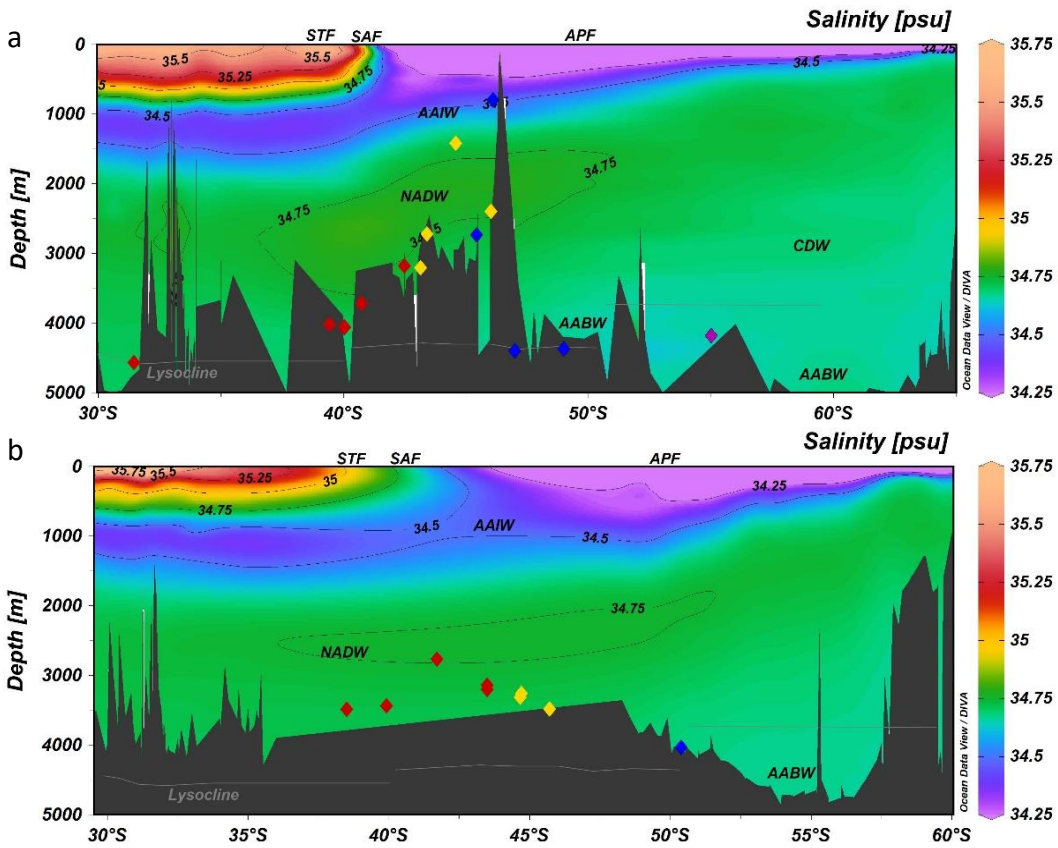 a
Salinity [psu]
STF SAF APF
0
1000
2000
3000
4000
5000
Depth [m]
35.5
35.5
35.25
34.75
34.5
34.25
34.5
34.75
34.75
AAIW
NADW
CDW
AABW
AABW
Lysocline
Ocean Data View / DIVA
30°S 40°S 50°S 60°S
35.75
35.5
35.25
35
34.75
34.5
34.25
b
Salinity [psu]
STF SAF APF
0
1000
2000
3000
4000
5000
Depth [m]
35.75 35.5 35.25 35
34.75
34.5
34.5
34.25
34.75
AAIW
NADW
AABW
Lysocline
Ocean Data View / DIVA
30°S 35°S 40°S 45°S 50°S 55°S 60°S
35.75
35.5
35.25
35
34.75
34.5
34.25